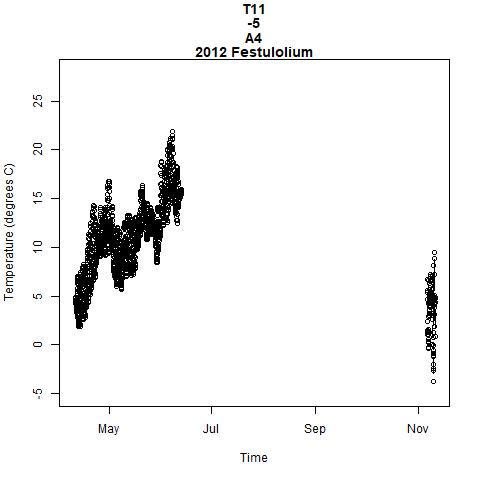 T11
-5
A4
2012 Festulolium
Temperature (degrees C)
25
20
15
10
5
0
-5
May
Jul
Sep
Nov
Time